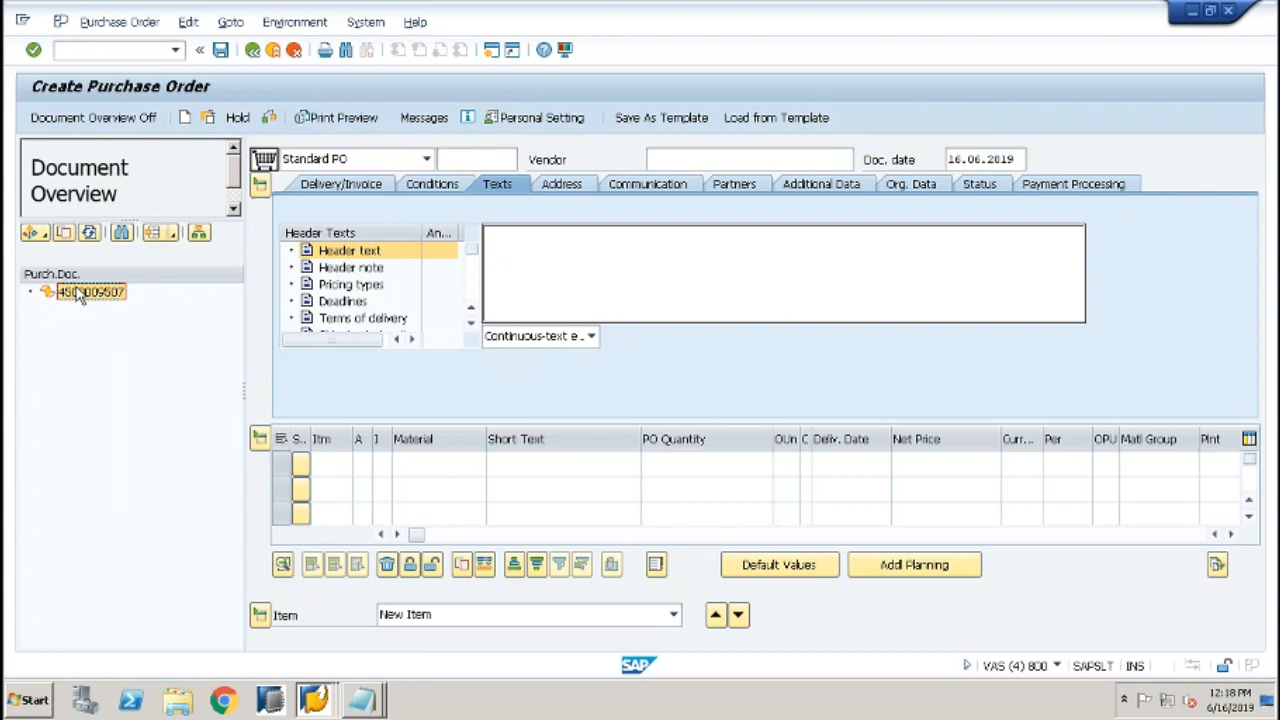 Purchase Order Edit Goto Environment System Help
Create Purchase Order
Document Overview Off Hold Print Preview Messages Personal Setting Save As Template Load from Template
Document
Overview
Standard PO Vendor Doc. date 16.06.2019
Delivery/Invoice Conditions Texts Address Communication Partners Additional Data Org. Data Status Payment Processing
Header Texts An...
Header text
Header note
Pricing types
Deadlines
Terms of delivery
Continuous-text e..
Purch.Doc.
S.. Itm A I Material Short Text PO Quantity OUn C Deliv. Date Net Price Curr... Per OPU Matl Group Plnt
Default Values Add Planning
Item New Item
SAP
VAS (4) 800 SAPSLT INS
Start
12:18 PM
6/16/2019